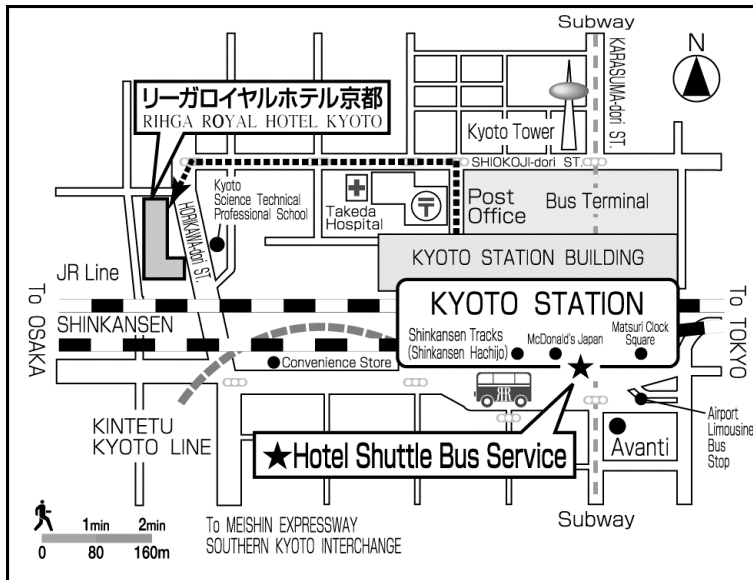 Subway
KARASUMA-dori ST.
N
リーガロイヤルホテル京都
RIHGA ROYAL HOTEL KYOTO
Kyoto Tower
SHIOKOJI-dori ST.
Kyoto
Science Technical
Professional School
Takeda
Hospital
〒
Post
Office
Bus Terminal
HORIKAWA-dori ST.
KYOTO STATION BUILDING
JR Line
To OSAKA
SHINKANSEN
KYOTO STATION
To TOKYO
Shinkansen Tracks
(Shinkansen Hachijo)
McDonald's Japan
Matsuri Clock
Square
Convenience Store
KINTETU
KYOTO LINE
★Hotel Shuttle Bus Service
Avanti
Airport
Limousine
Bus
Stop
Subway
1min 2min
0 80 160m
To MEISHIN EXPRESSWAY
SOUTHERN KYOTO INTERCHANGE